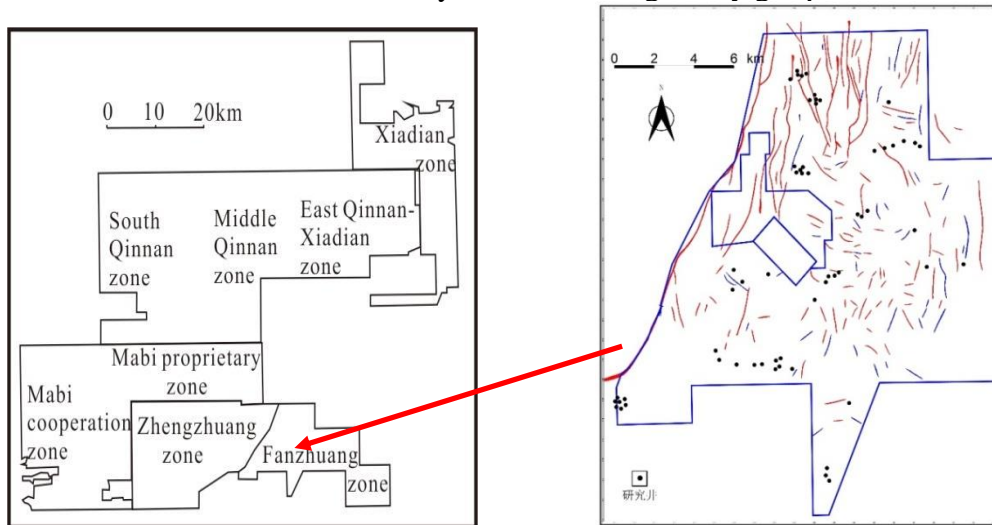 0 10 20km
Xiadian
zone
South
Qinnan
zone
Middle
Qinnan
zone
East Qinnan-
Xiadian
zone
Mabi proprietary
zone
Mabi
cooperation
zone
Zhengzhuang
zone
Fanzhuang
zone
0 2 4 6 km
N
研究井